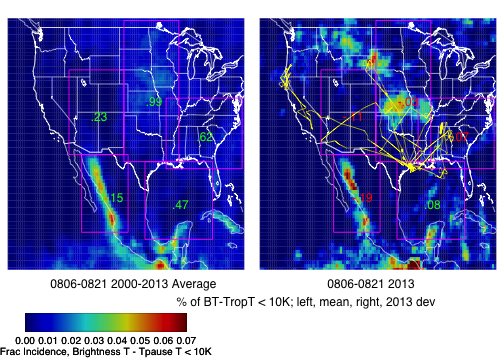 .23
.99
.62
.15
.47
.1
.07
.19
.08
0806-0821 2000-2013 Average
0806-0821 2013
% of BT-TropT < 10K; left, mean, right, 2013 dev
0.00 0.01 0.02 0.03 0.04 0.05 0.06 0.07
Frac Incidence, Brightness T - Tpause T < 10K